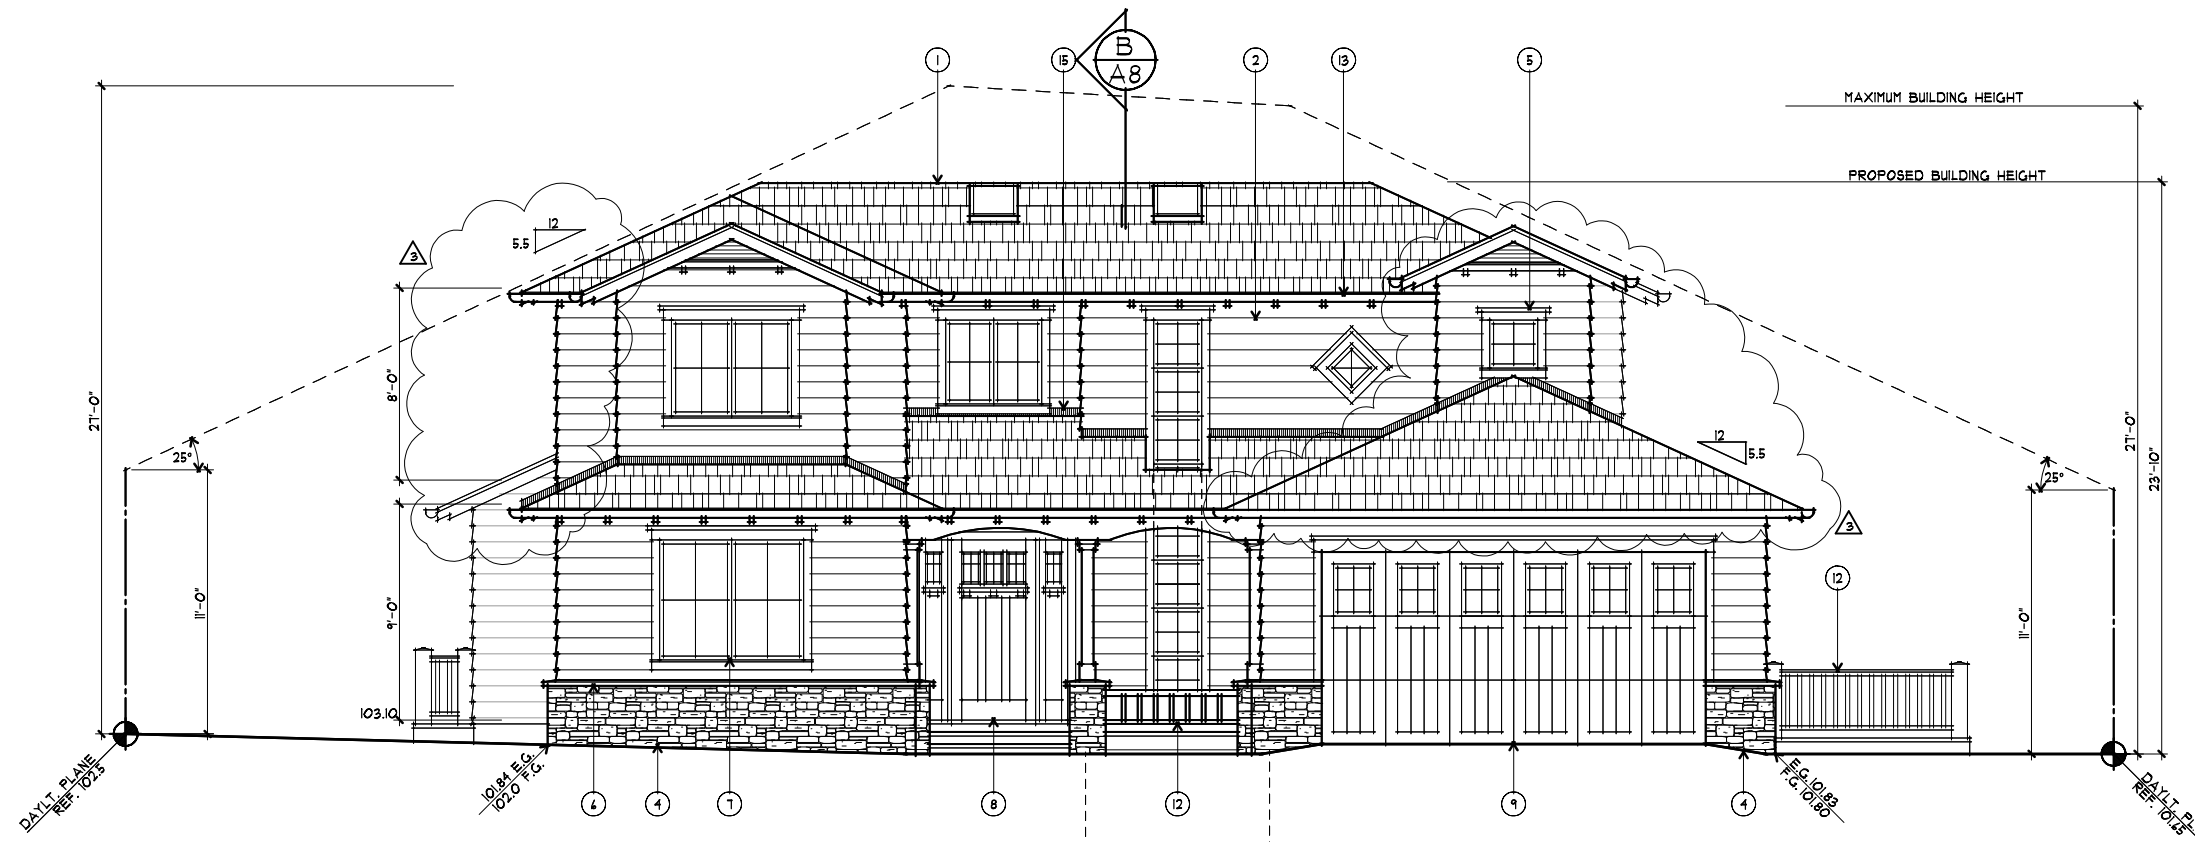 B
A8
1
15
2
13
5
MAXIMUM BUILDING HEIGHT
PROPOSED BUILDING HEIGHT
12
5.5
3
27'-0"
8'-0"
25°
11'-0"
9'-0"
103.10
12
5.5
3
12
27'-0"
23'-10"
25°
11'-0"
DAYLT. PLANE
REF. 102.5
101.84 E.G.
102.0 F.G.
6
4
7
8
12
9
4
E.G. 101.83
F.G. 101.80
DAYLT. PL
REF. 101.65